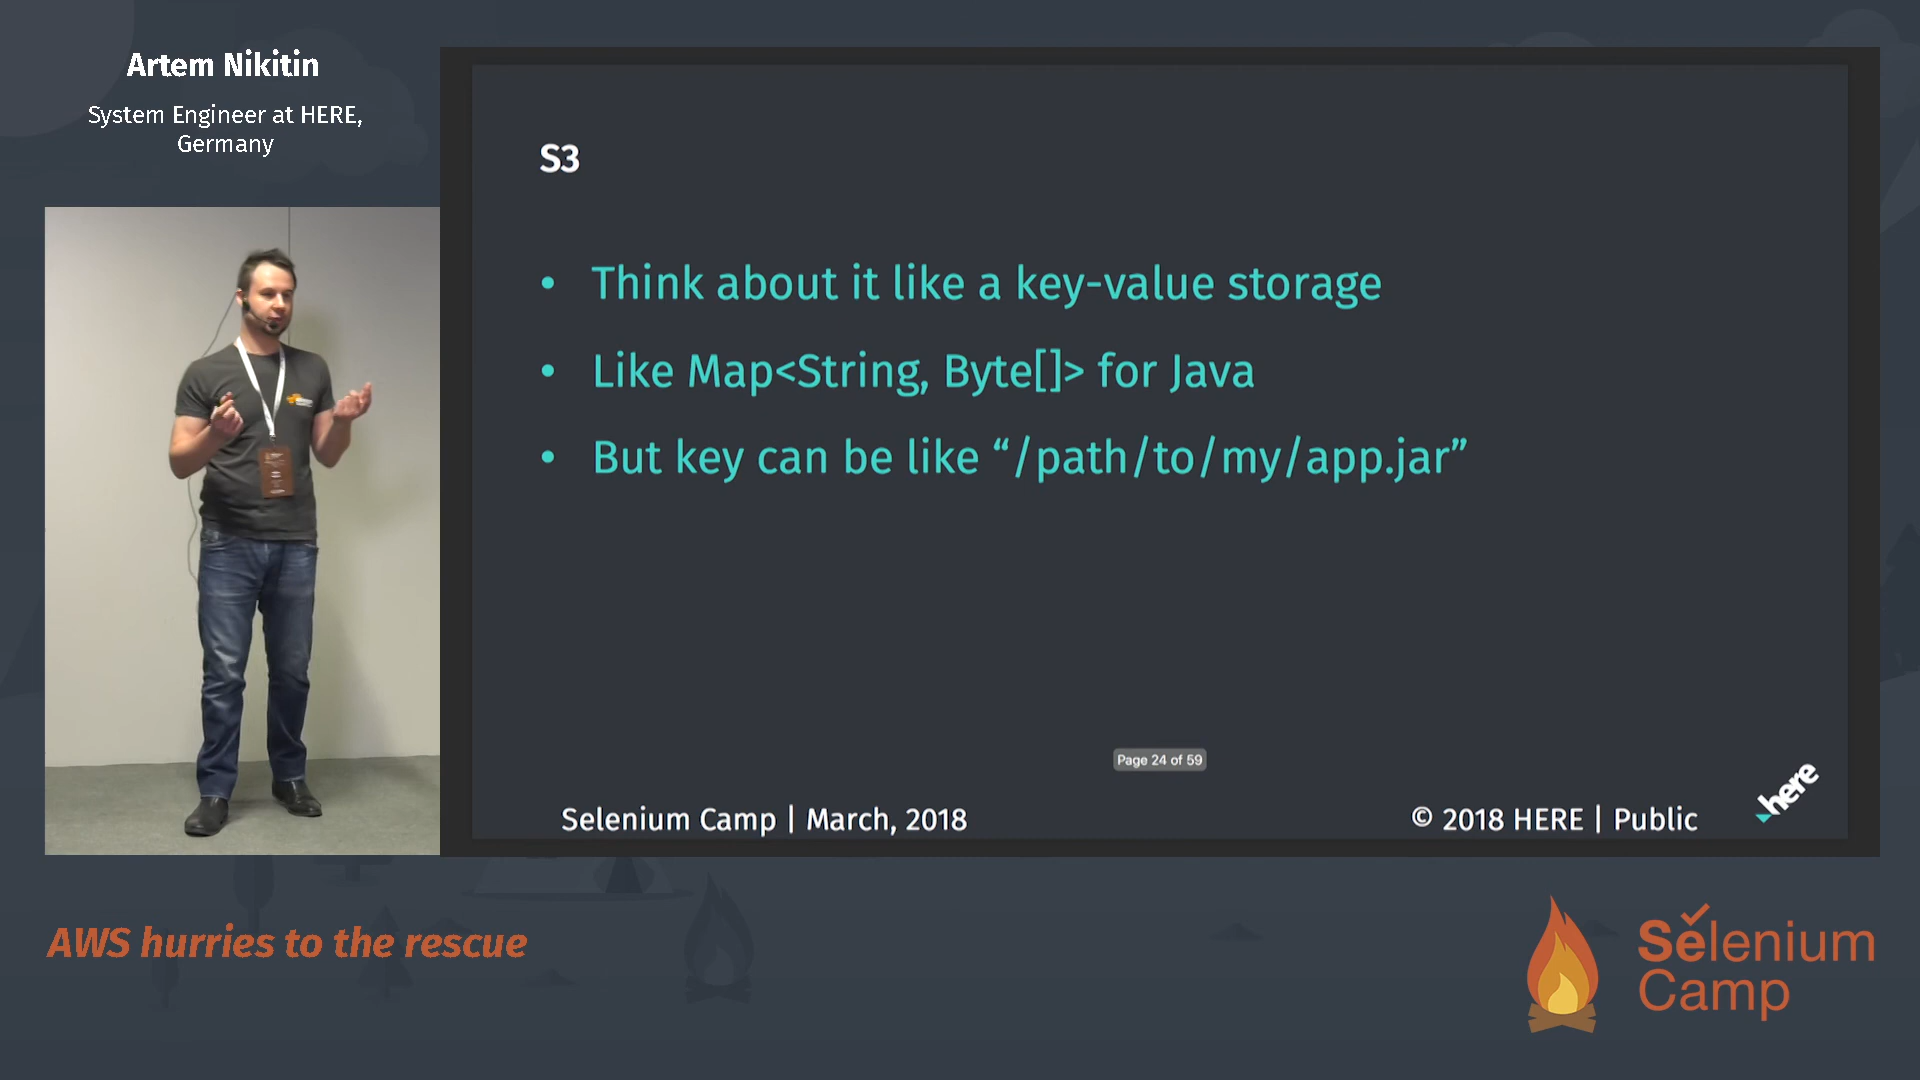 Artem Nikitin
System Engineer at HERE,
Germany
S3
• Think about it like a key-value storage
• Like Map<String, Byte[]> for Java
• But key can be like “/path/to/my/app.jar”
Page 24 of 59
Selenium Camp | March, 2018
© 2018 HERE | Public
here
AWS hurries to the rescue
Selenium
Camp